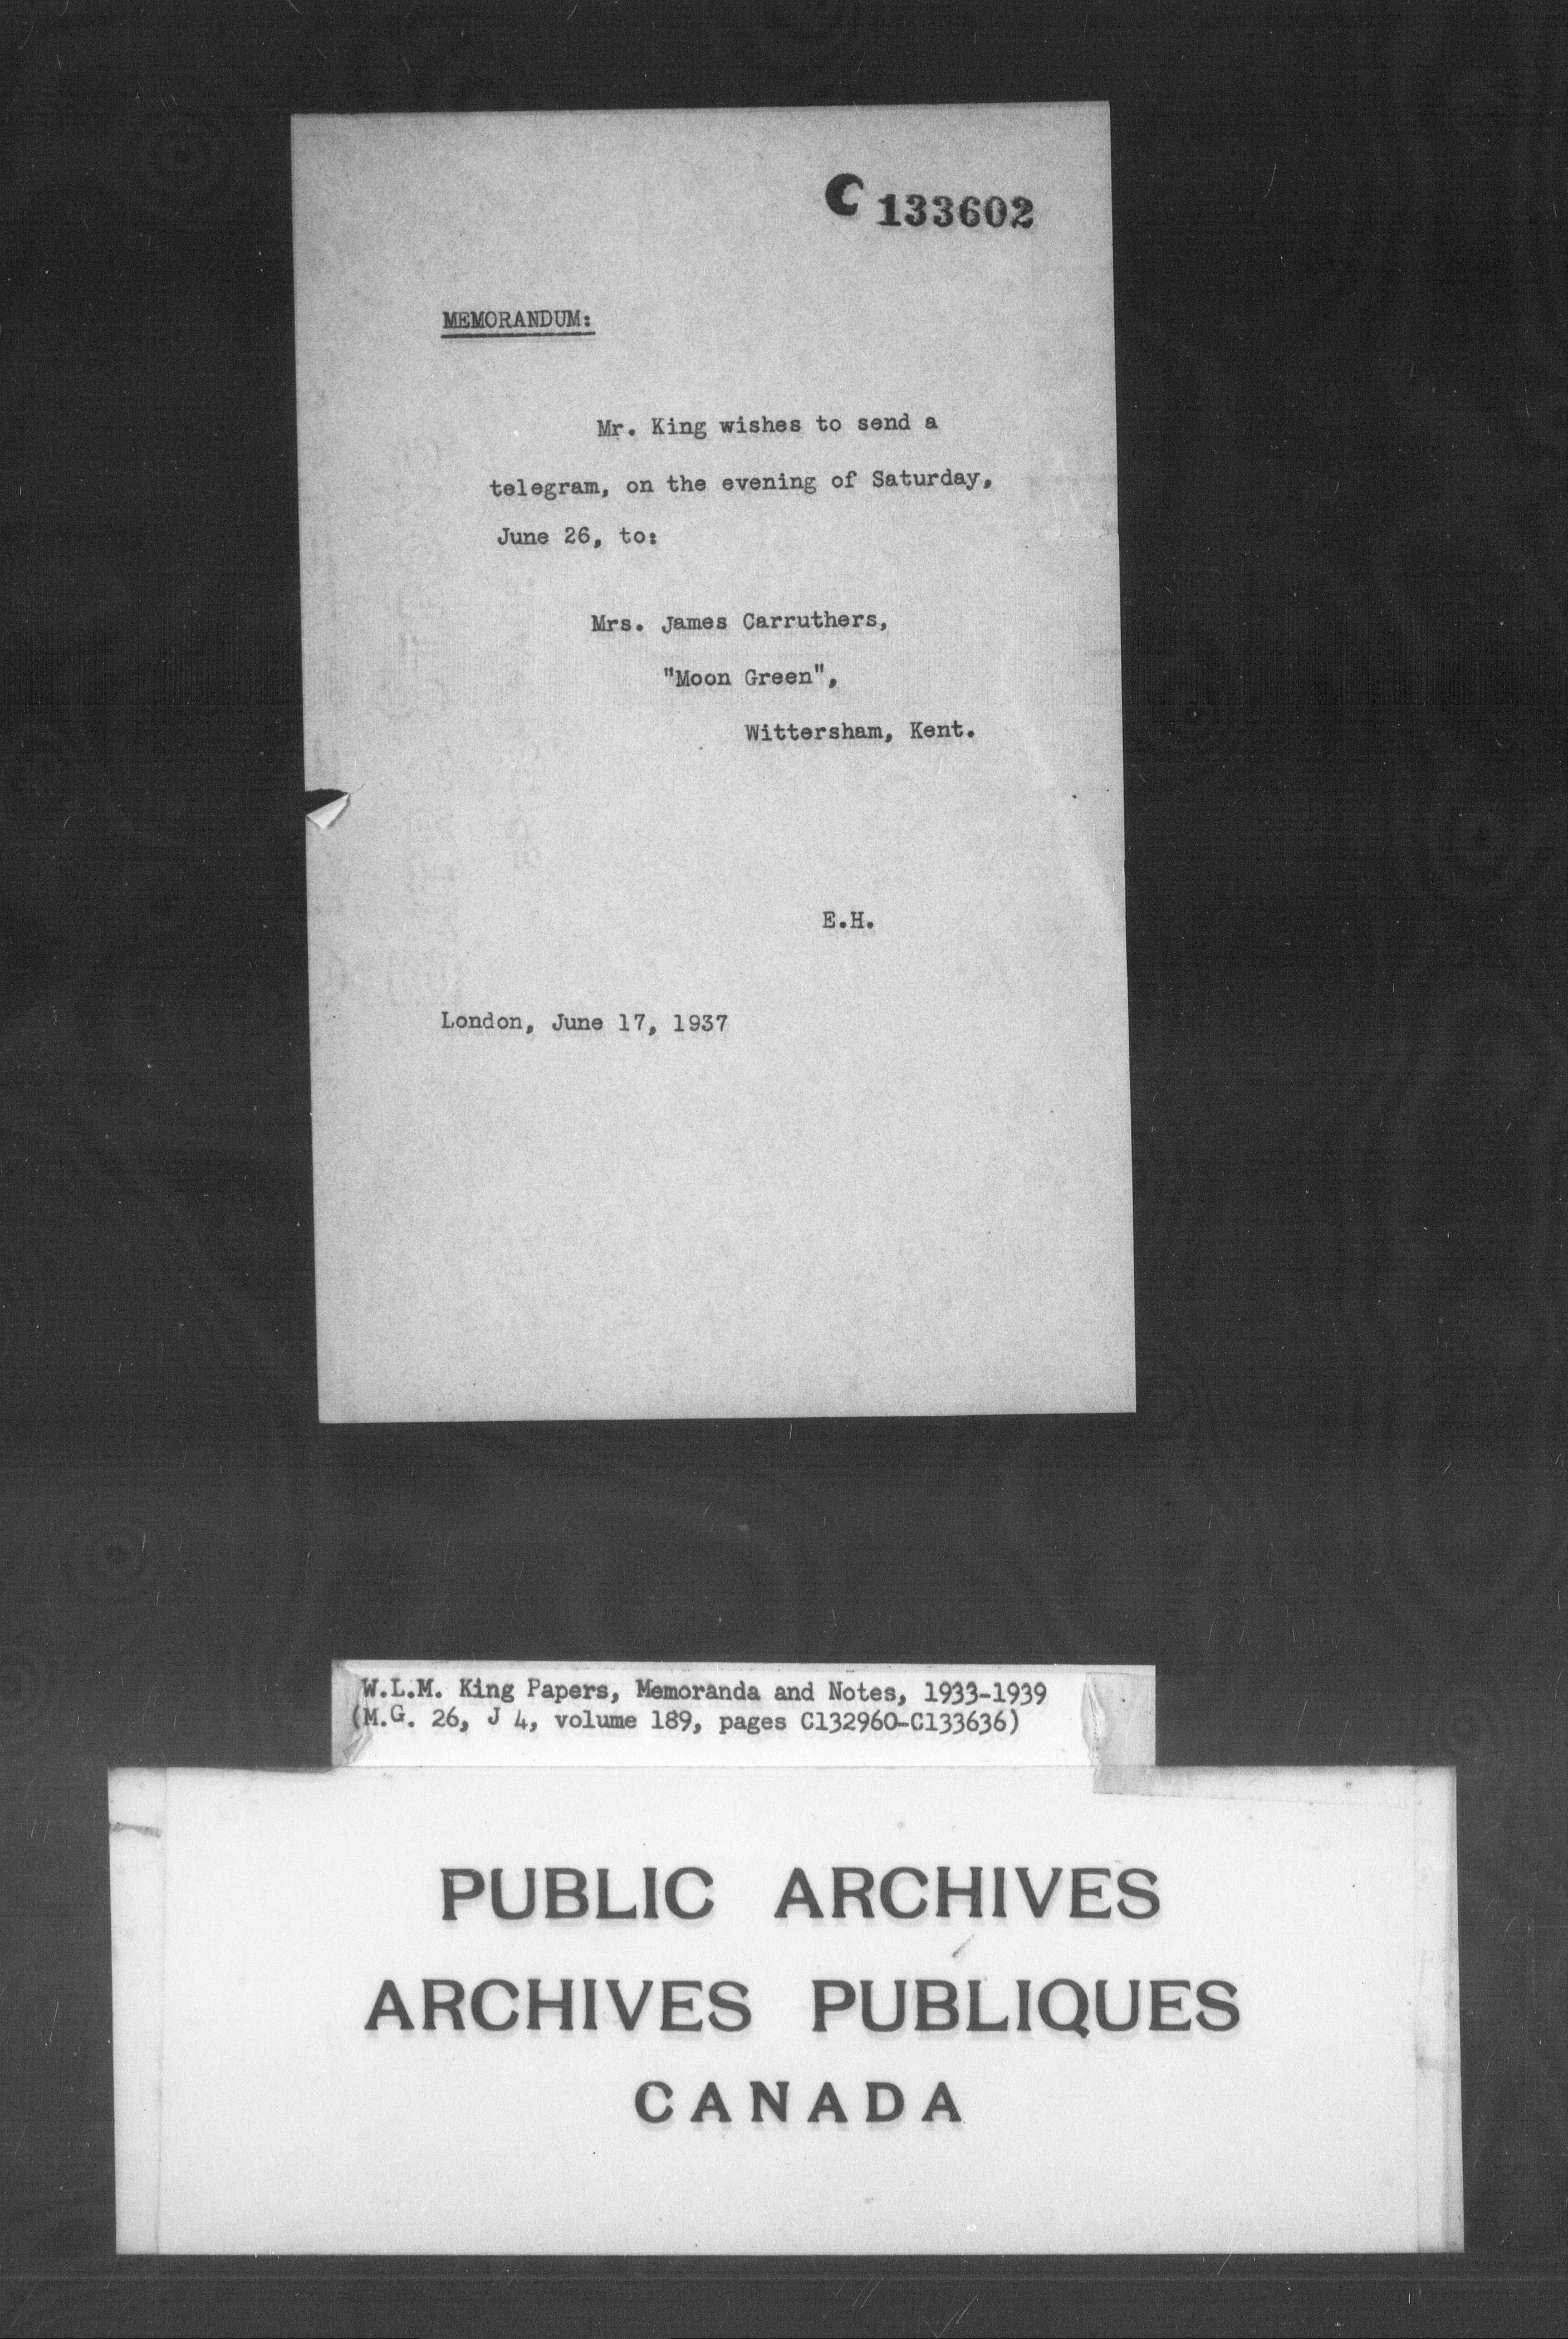 C 133602
MEMORANDUM:
Mr. King wishes to send a
telegram, on the evening of Saturday,
June 26, to:
Mrs. James Carruthers,
"Moon Green",
Wittersham, Kent.
E.H.
London, June 17, 1937
W.L.M. King Papers, Memoranda and Notes, 1933-1939
(M.G. 26, J 4, volume 189, pages C132960-C133636)
PUBLIC ARCHIVES
ARCHIVES PUBLIQUES
CANADA